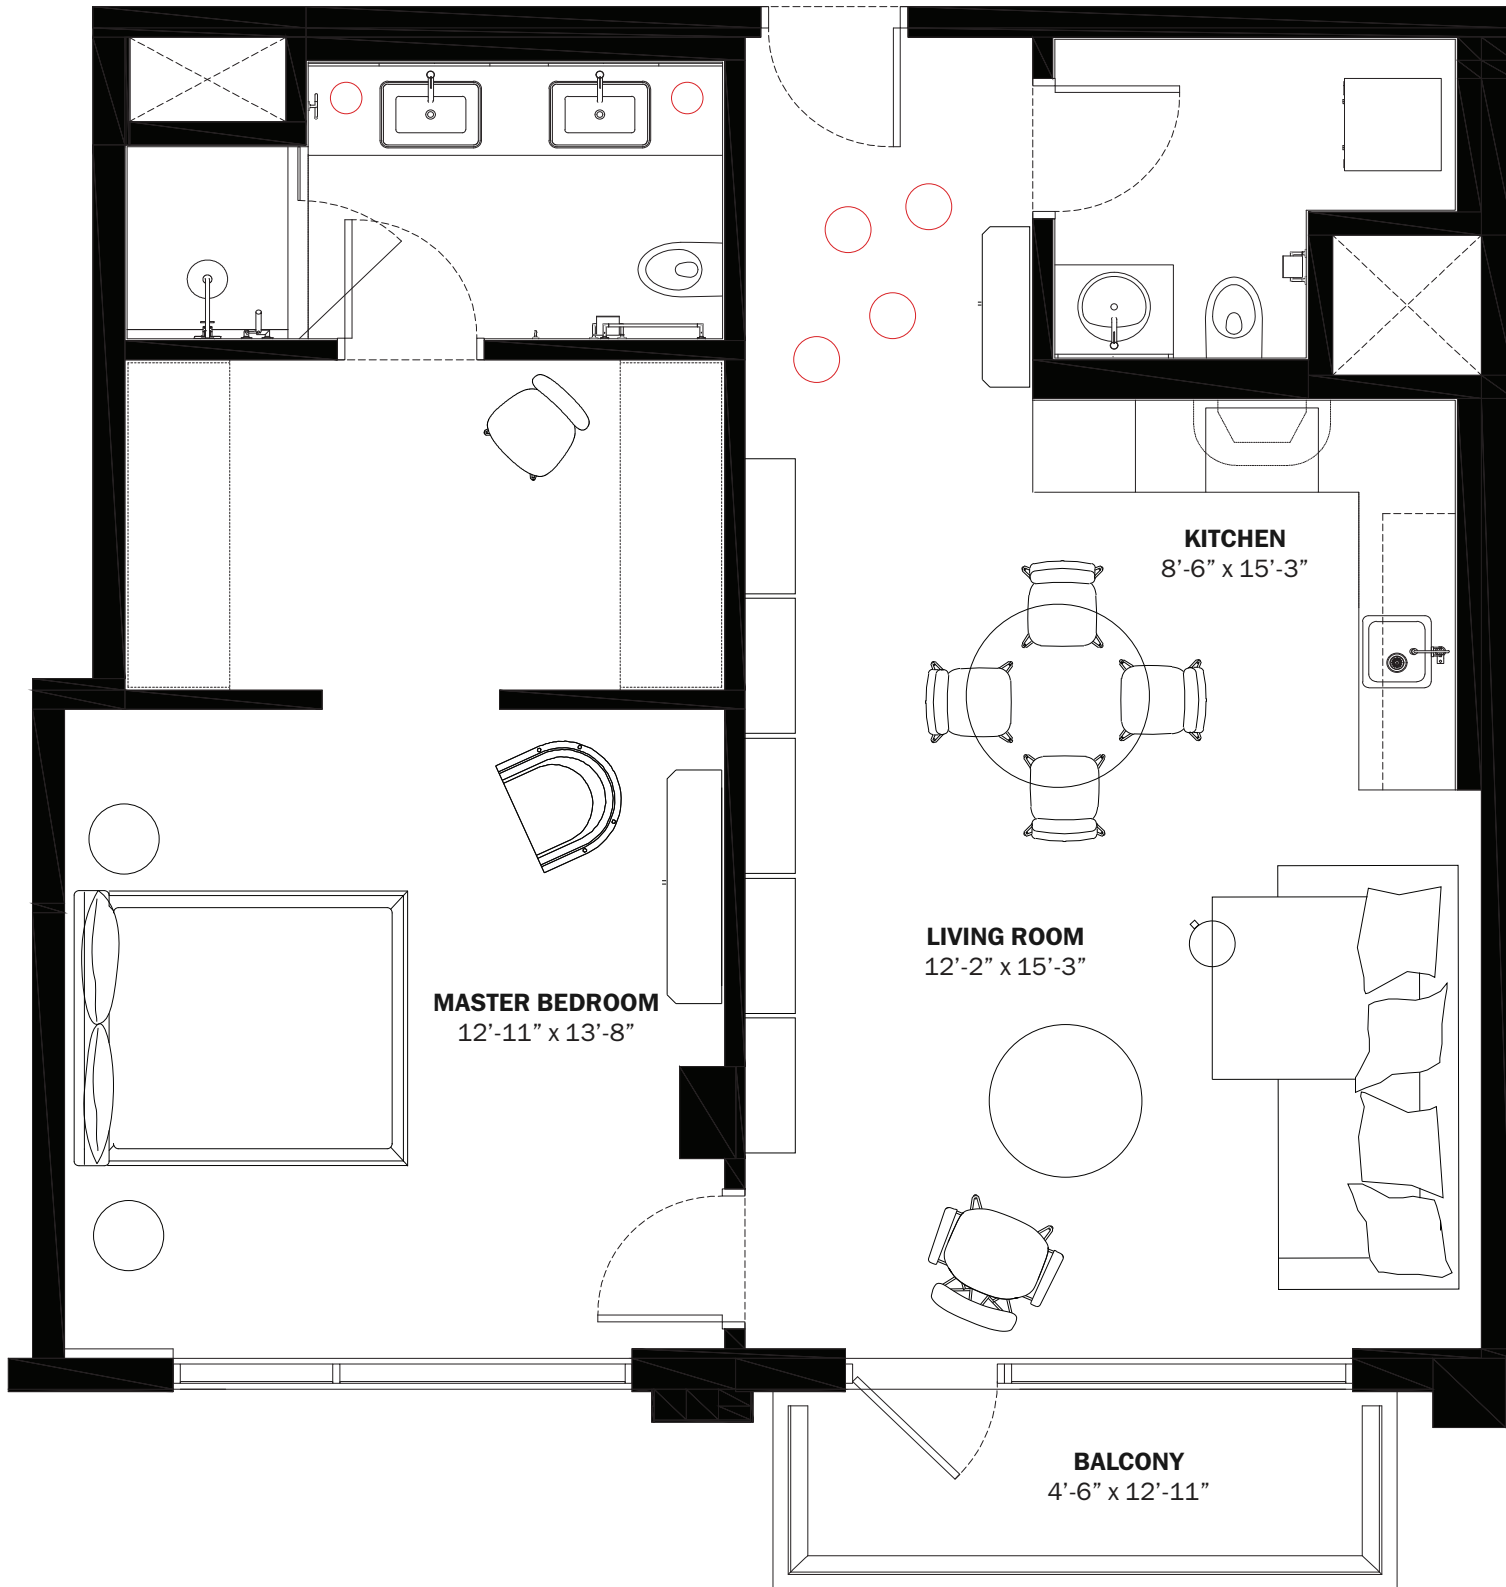 KITCHEN
8’-6” x 15’-3”
LIVING ROOM
12’-2” x 15’-3”
MASTER BEDROOM
12’-11” x 13’-8”
BALCONY
4’-6” x 12’-11”